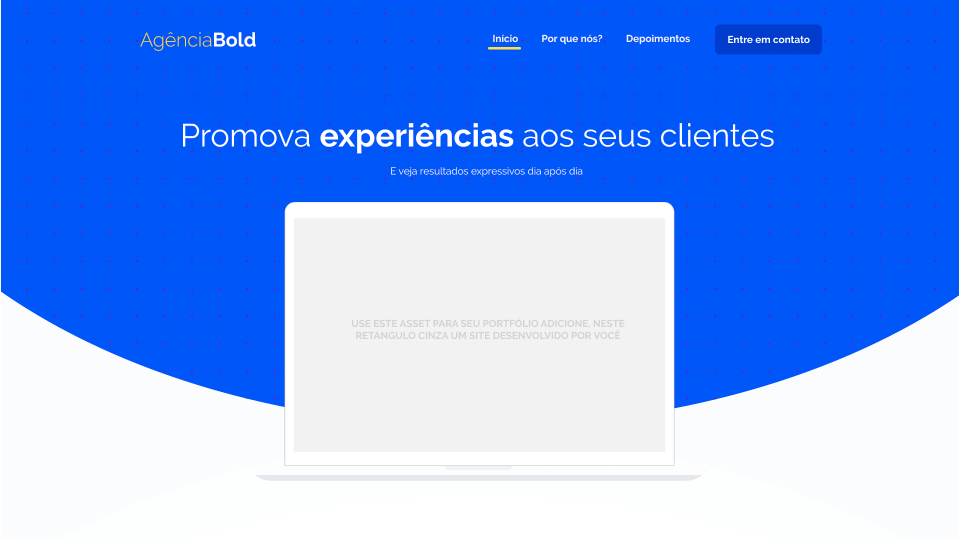 AgênciaBold
Início
Por que nós?
Depoimentos
Entre em contato
Promova experiências aos seus clientes
E veja resultados expressivos dia após dia
USE ESTE ASSET PARA SEU PORTFÓLIO ADICIONE, NESTE
RETANGULO CINZA UM SITE DESENVOLVIDO POR VOCÊ